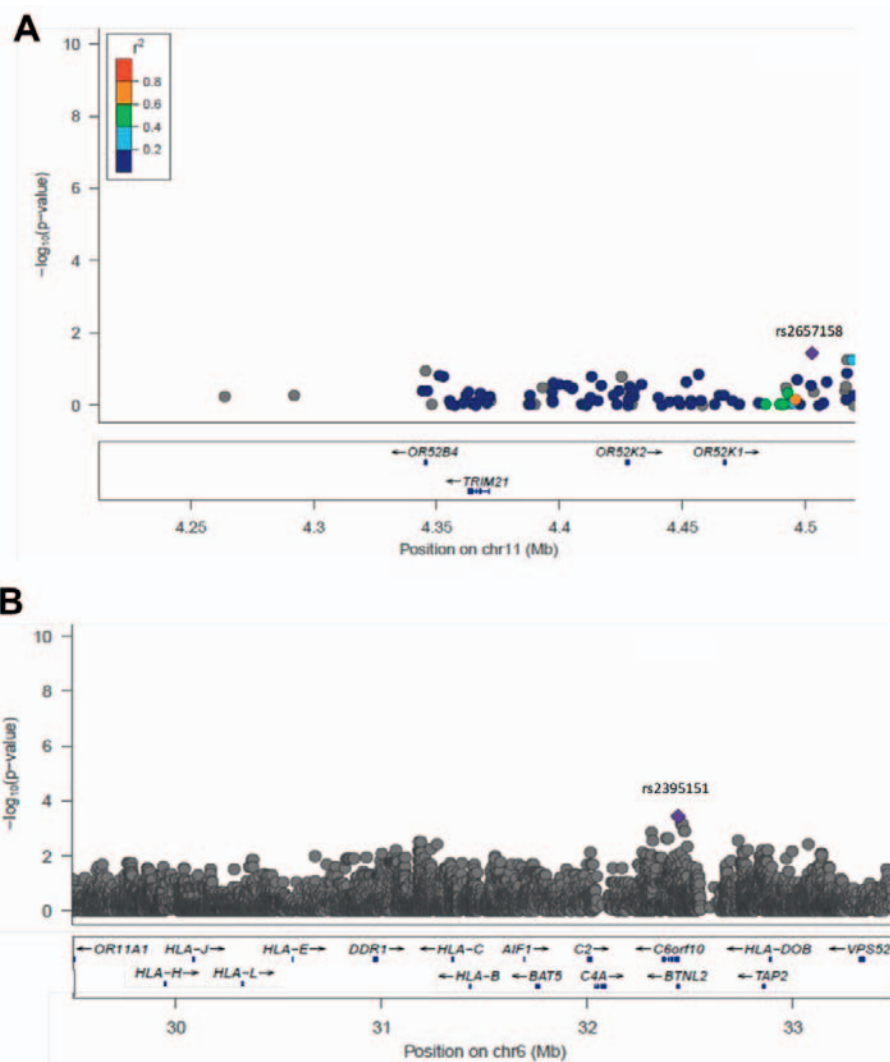 A
r2
0.8
0.6
0.4
0.2
10
8
6
4
2
0
−log10(p−value)
rs2657158
←OR52B4
OR52K2→
OR52K1→
←TRIM21
4.25 4.3 4.35 4.4 4.45 4.5
Position on chr11 (Mb)
B
10
8
6
4
2
0
−log10(p−value)
rs2395151
←OR11A1 HLA−J→ HLA−E→ DDR1→ ←HLA−C AIF1→ C2→ ←C6orf10 ←HLA−DOB ←VPS52
HLA−H→ HLA−L→ ←HLA−B ←BAT5 C4A→ ←BTNL2 ←TAP2
30 31 32 33
Position on chr6 (Mb)